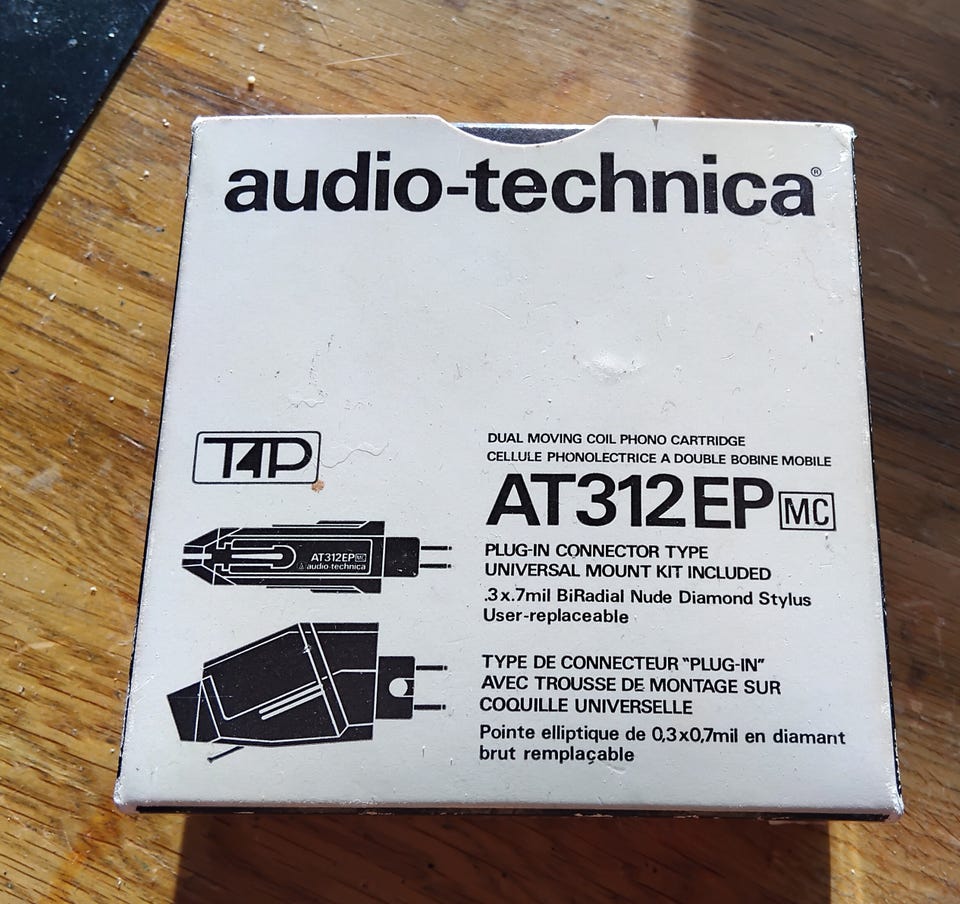 audio-technica®
T4P
DUAL MOVING COIL PHONO CARTRIDGE
CELLULE PHONOLECTRICE A DOUBLE BOBINE MOBILE
AT312EP MC
PLUG-IN CONNECTOR TYPE
UNIVERSAL MOUNT KIT INCLUDED
.3x.7mil BiRadial Nude Diamond Stylus
User-replaceable
AT312EP MC
audio-technica
TYPE DE CONNECTEUR "PLUG-IN"
AVEC TROUSSE DE MONTAGE SUR
COQUILLE UNIVERSELLE
Pointe elliptique de 0,3x0,7mil en diamant
brut remplaçable